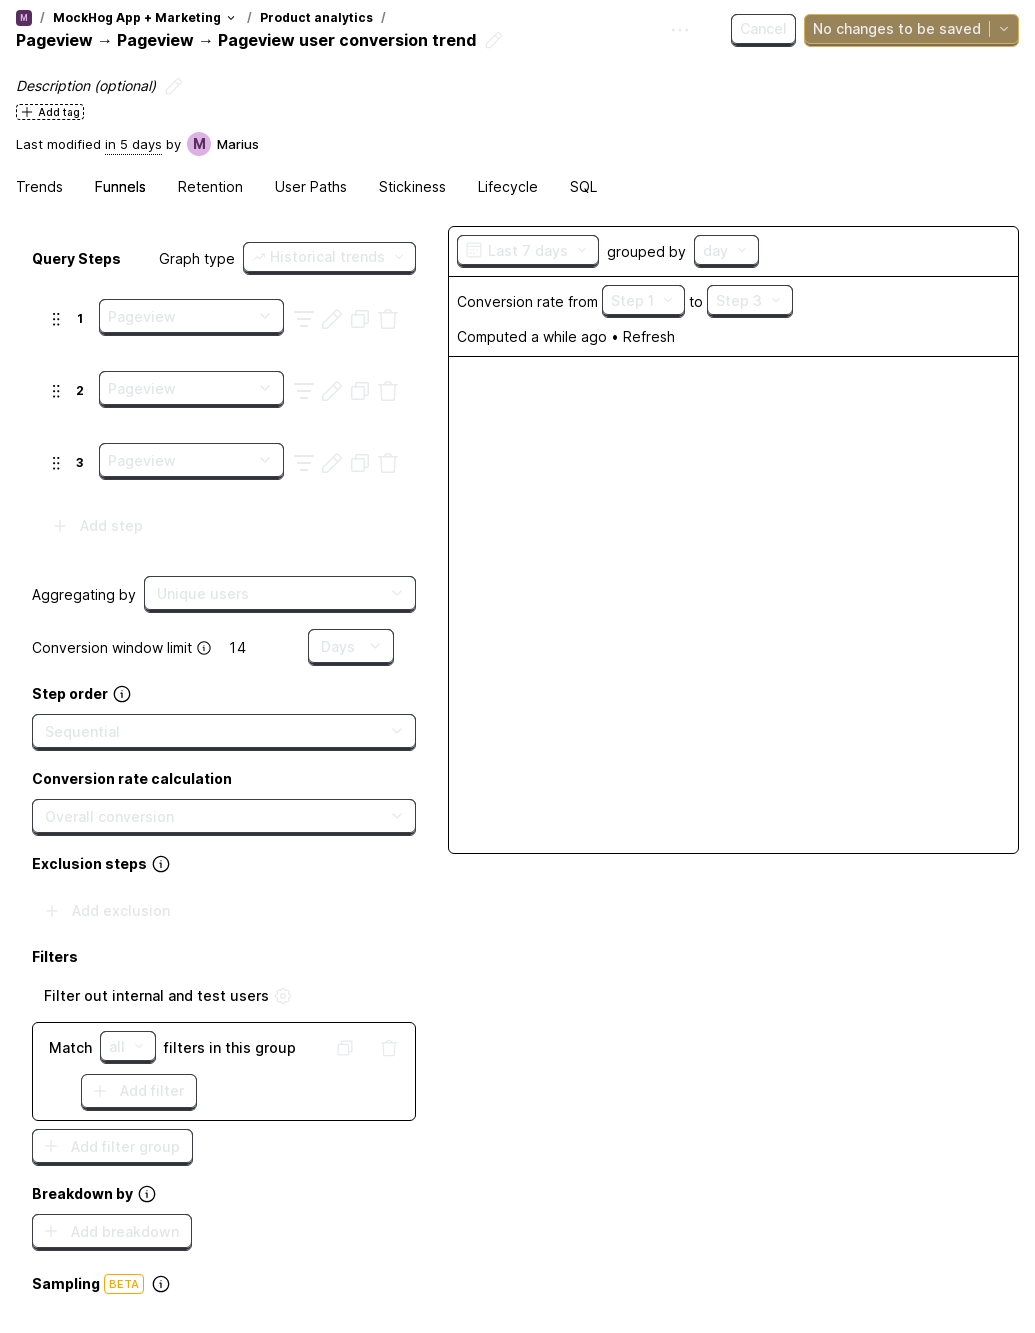 M / MockHog App + Marketing / Product analytics /
Pageview → Pageview → Pageview user conversion trend
Cancel
No changes to be saved
Description (optional)
Add tag
Last modified in 5 days by M Marius
Trends Funnels Retention User Paths Stickiness Lifecycle SQL
Query Steps Graph type Historical trends
1 Pageview
2 Pageview
3 Pageview
Add step
Aggregating by Unique users
Conversion window limit 14 Days
Step order
Sequential
Conversion rate calculation
Overall conversion
Exclusion steps
Add exclusion
Filters
Filter out internal and test users
Match all filters in this group
Add filter
Add filter group
Breakdown by
Add breakdown
Sampling BETA
Last 7 days grouped by day
Conversion rate from Step 1 to Step 3
Computed a while ago • Refresh